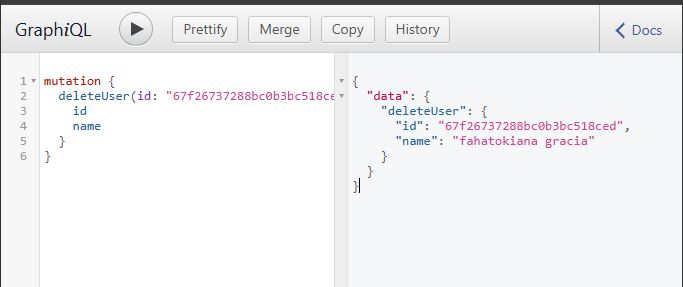 GraphiQL Prettify Merge Copy History Docs
1 mutation {
2 deleteUser(id: "67f26737288bc0b3bc518ce
3 id
4 name
5 }
6 }
{
"data": {
"deleteUser": {
"id": "67f26737288bc0b3bc518ced",
"name": "fahatokiana gracia"
}
}
}